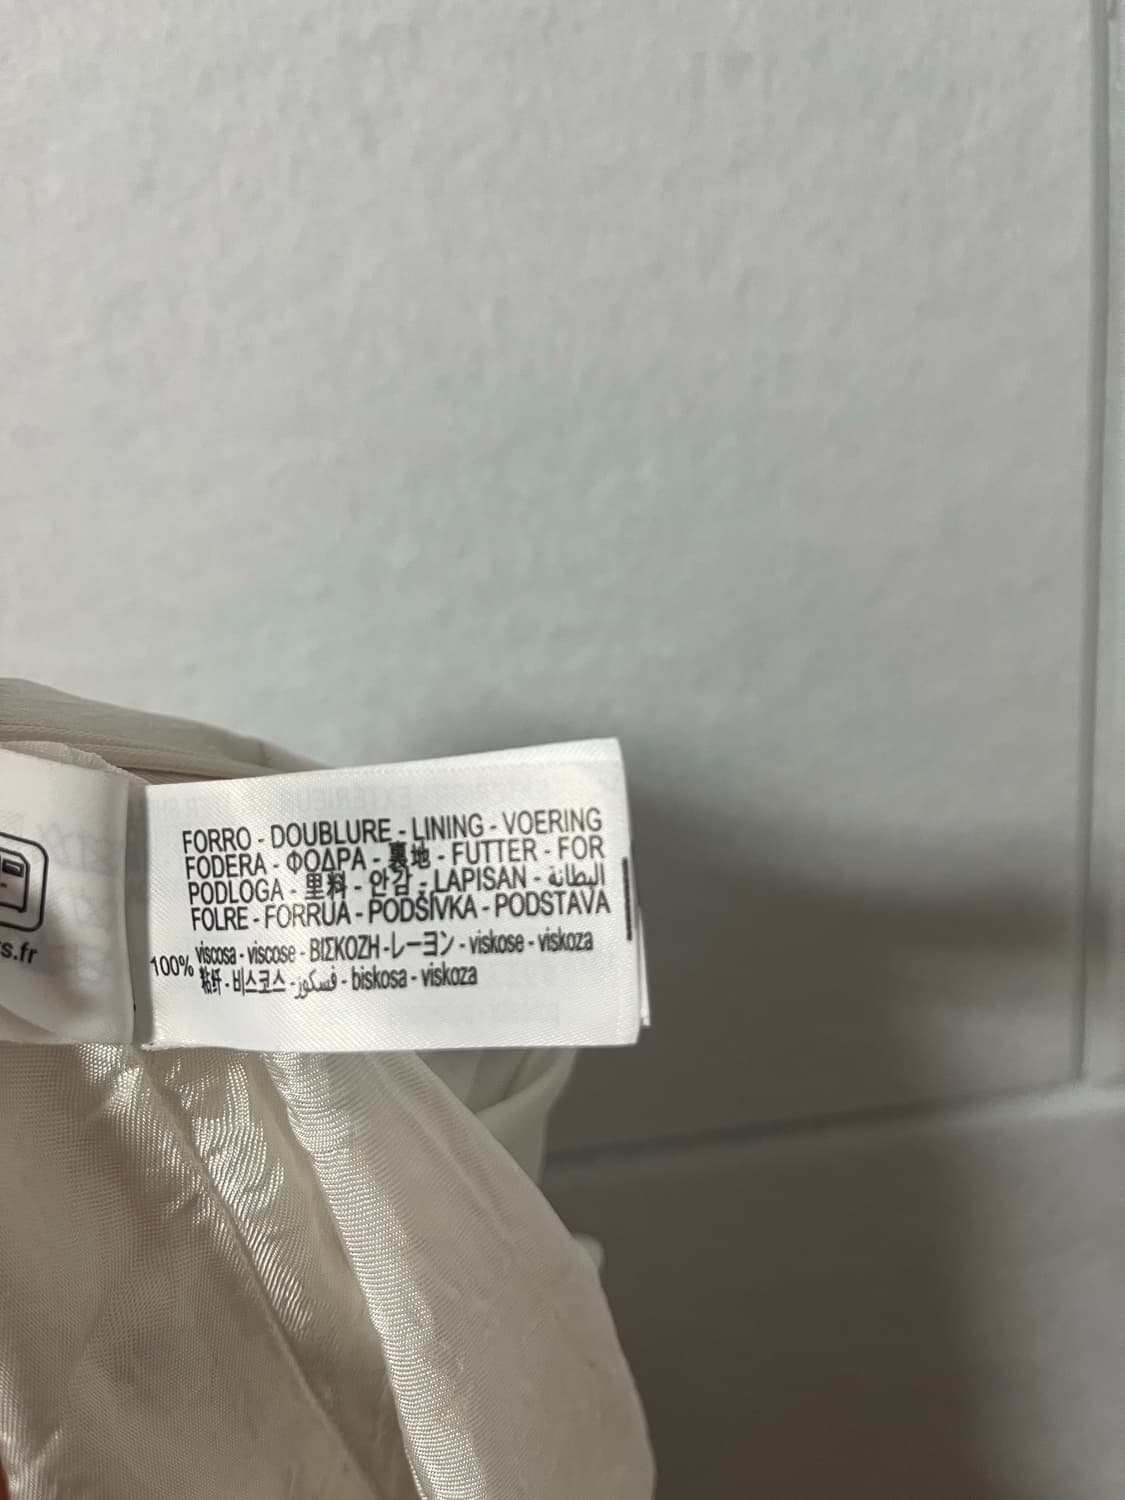 FORRO - DOUBLURE - LINING - VOERING
FODERA - ΦΟΔΡΑ - 裏地 - FUTTER - FOR
PODLOGA - 里料 - 안감 - LAPISAN - البطانة
FOLRE - FORRUA - PODŠIVKA - PODSTAVA
100% viscosa - viscose - ΒΙΣΚΟΖΗ - レーヨン - viskose - viskoza
粘纤 - 비스코스 - فسكوز - biskosa - viskoza
s.fr